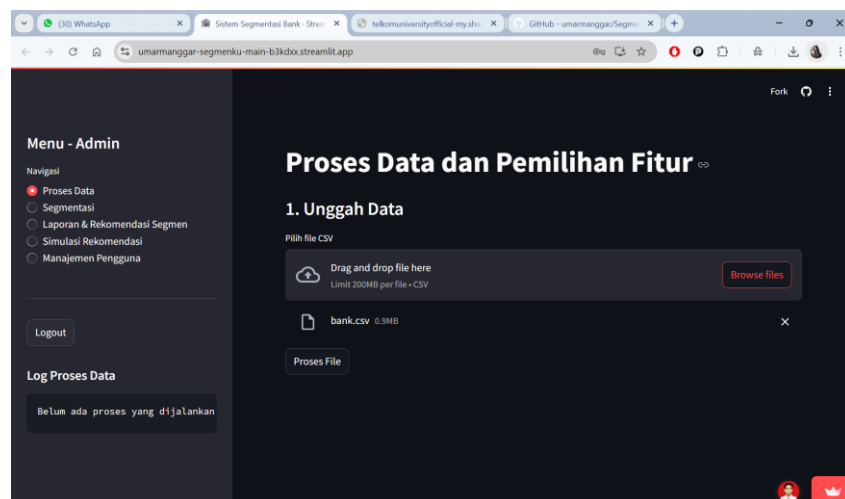 (30) WhatsApp
Sistem Segmentasi Bank · Strea
telkomuniversityofficial-my.sha
GitHub - umarmanggar/Segme
umarmanggar-segmenku-main-b3kdxx.streamlit.app
Fork
Menu - Admin
Navigasi
Proses Data
Segmentasi
Laporan & Rekomendasi Segmen
Simulasi Rekomendasi
Manajemen Pengguna
Logout
Log Proses Data
Belum ada proses yang dijalankan
Proses Data dan Pemilihan Fitur
1. Unggah Data
Pilih file CSV
Drag and drop file here
Limit 200MB per file • CSV
Browse files
bank.csv 0.9MB
Proses File